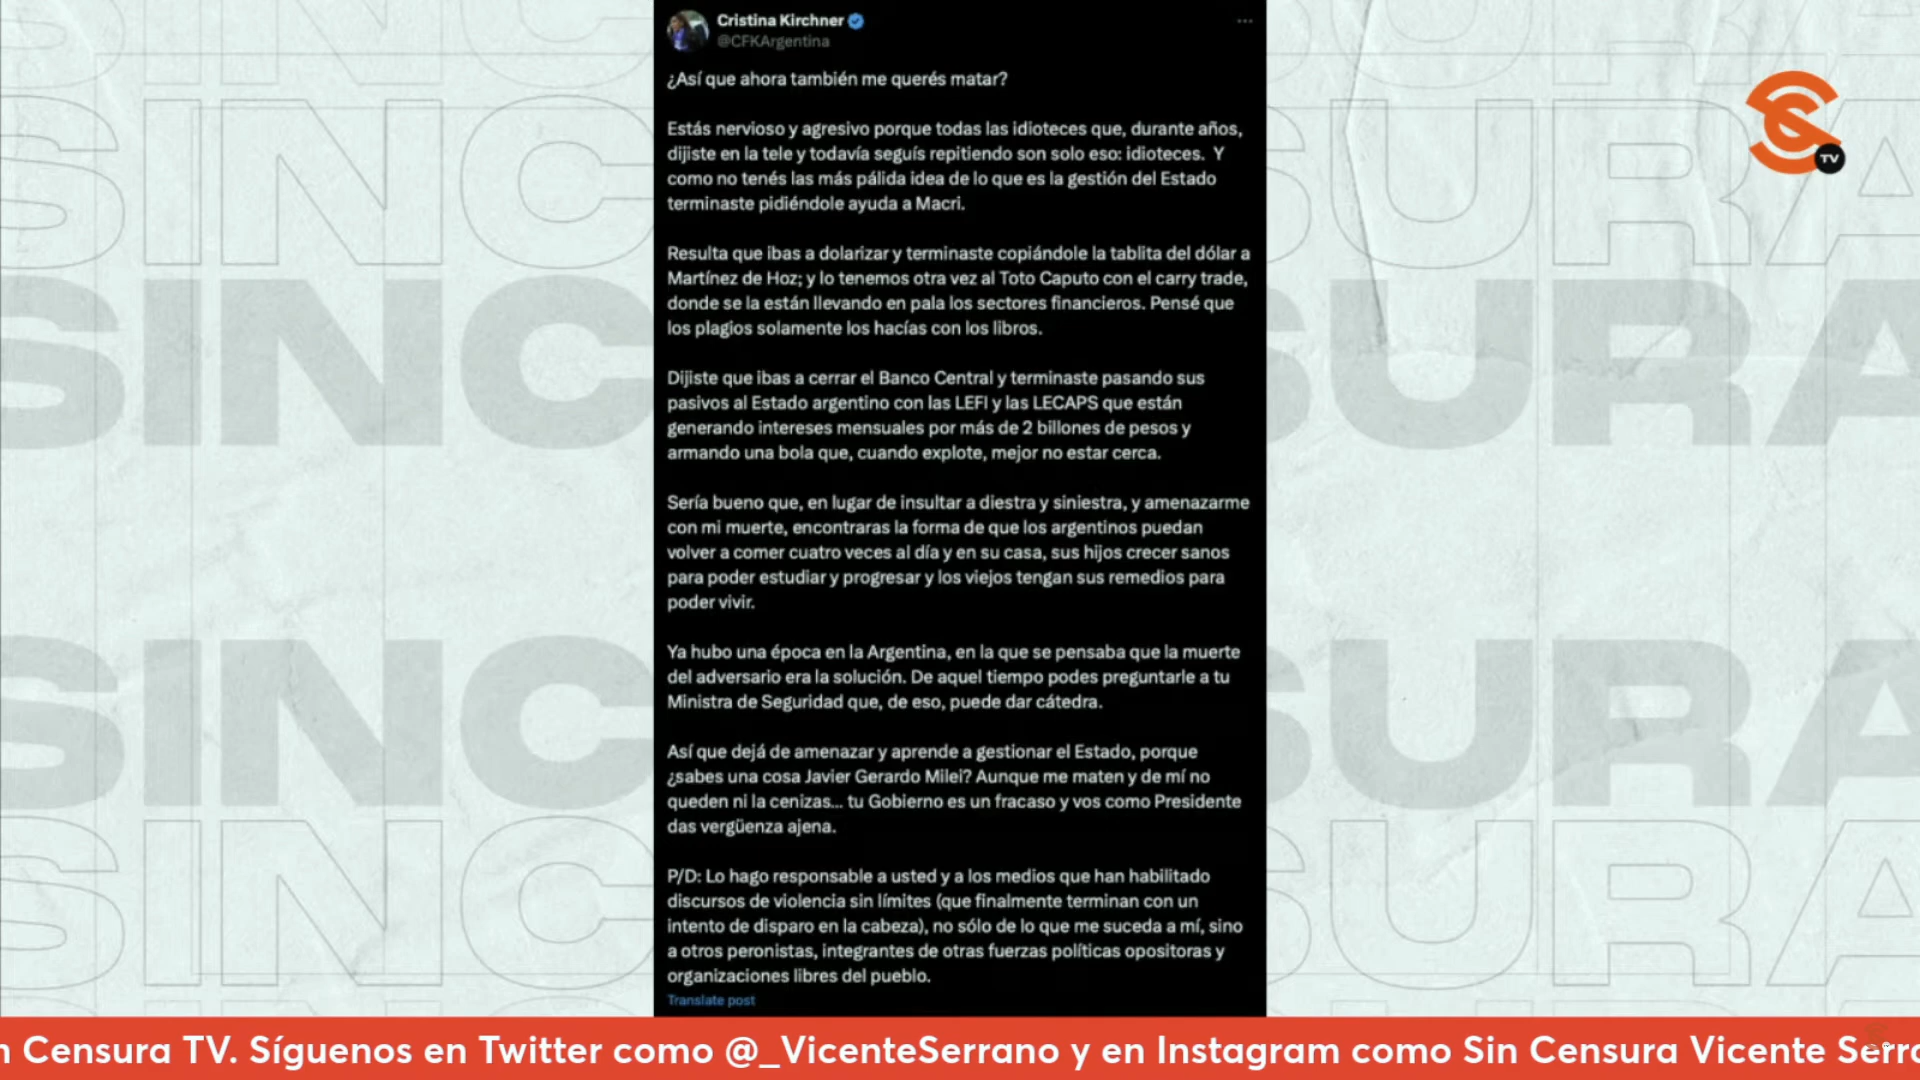 Cristina Kirchner
@CFKArgentina
¿Así que ahora también me querés matar?
Estás nervioso y agresivo porque todas las idioteces que, durante años,
dijiste en la tele y todavía seguís repitiendo son solo eso: idioteces. Y
como no tenés las más pálida idea de lo que es la gestión del Estado
terminaste pidiéndole ayuda a Macri.
Resulta que ibas a dolarizar y terminaste copiándole la tablita del dólar a
Martínez de Hoz; y lo tenemos otra vez al Toto Caputo con el carry trade,
donde se la están llevando en pala los sectores financieros. Pensé que
los plagios solamente los hacías con los libros.
Dijiste que ibas a cerrar el Banco Central y terminaste pasando sus
pasivos al Estado argentino con las LEFI y las LECAPS que están
generando intereses mensuales por más de 2 billones de pesos y
armando una bola que, cuando explote, mejor no estar cerca.
Sería bueno que, en lugar de insultar a diestra y siniestra, y amenazarme
con mi muerte, encontraras la forma de que los argentinos puedan
volver a comer cuatro veces al día y en su casa, sus hijos crecer sanos
para poder estudiar y progresar y los viejos tengan sus remedios para
poder vivir.
Ya hubo una época en la Argentina, en la que se pensaba que la muerte
del adversario era la solución. De aquel tiempo podes preguntarle a tu
Ministra de Seguridad que, de eso, puede dar cátedra.
Así que dejá de amenazar y aprende a gestionar el Estado, porque
¿sabes una cosa Javier Gerardo Milei? Aunque me maten y de mí no
queden ni la cenizas... tu Gobierno es un fracaso y vos como Presidente
das vergüenza ajena.
P/D: Lo hago responsable a usted y a los medios que han habilitado
discursos de violencia sin límites (que finalmente terminan con un
intento de disparo en la cabeza), no sólo de lo que me suceda a mí, sino
a otros peronistas, integrantes de otras fuerzas políticas opositoras y
organizaciones libres del pueblo.
Translate post
TV
SINC SURA
SINC SURA
SINC SURA
SINC SURA
n Censura TV. Síguenos en Twitter como @_VicenteSerrano y en Instagram como Sin Censura Vicente Serra